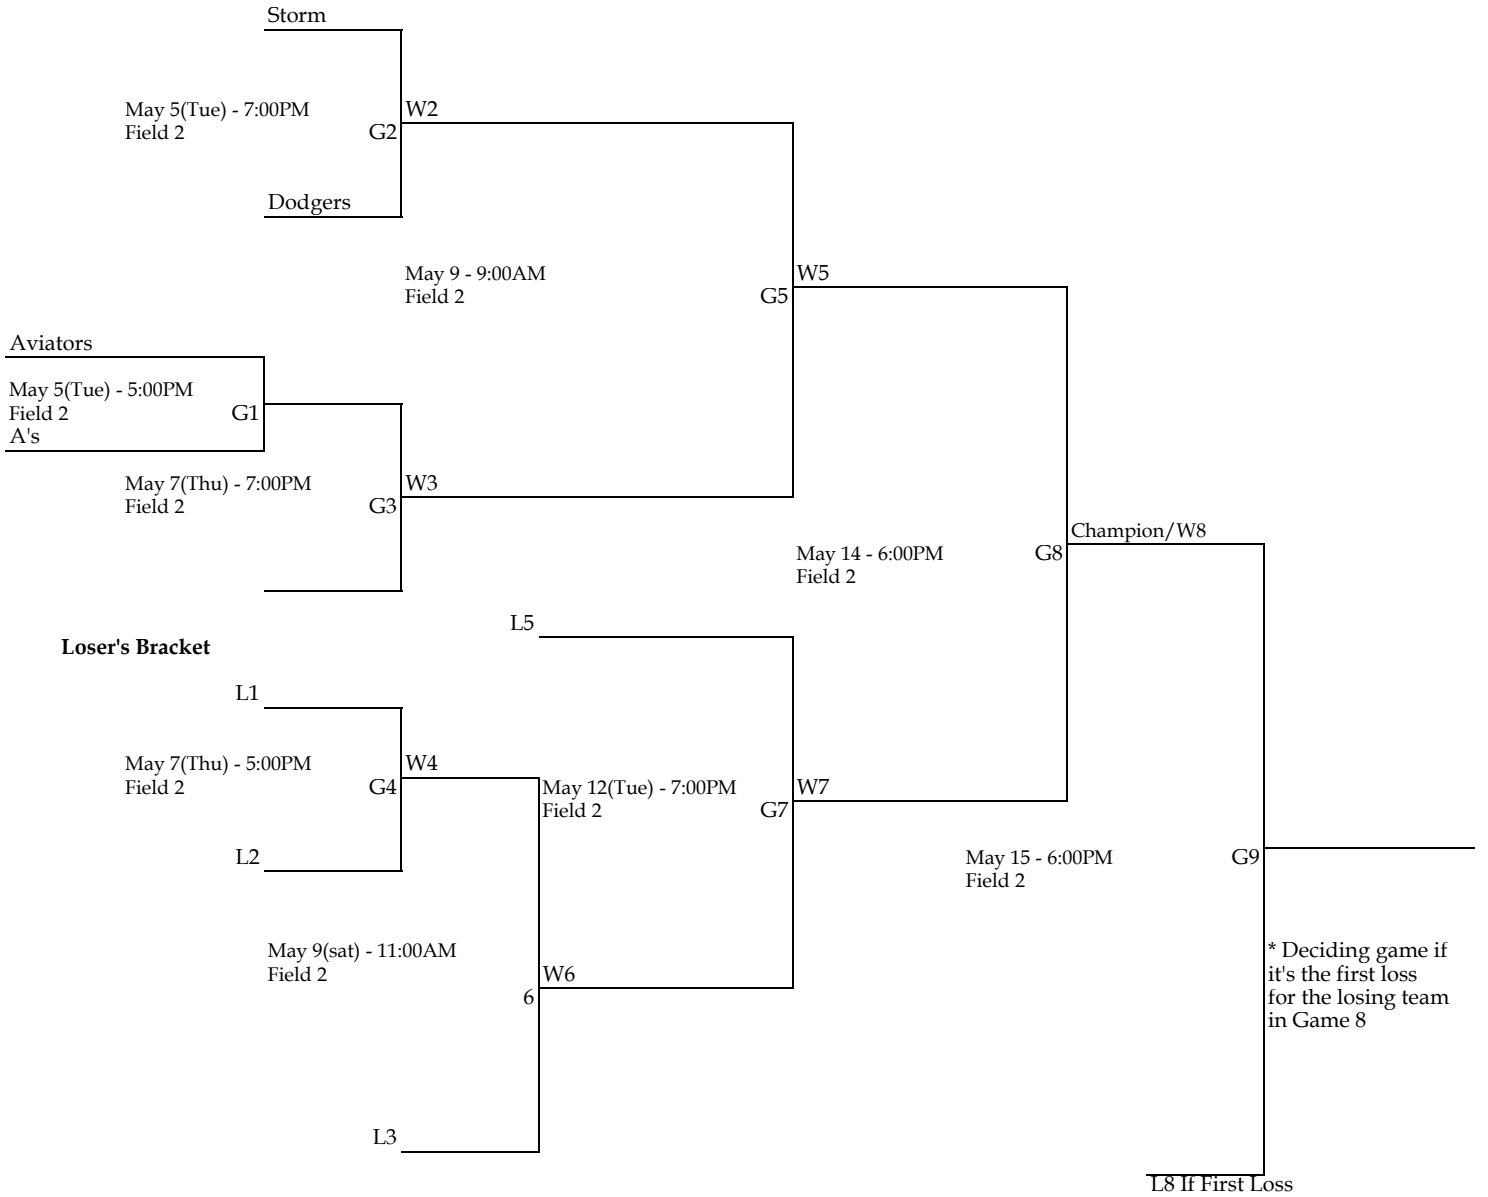 Storm
May 5(Tue) - 7:00PM
Field 2
G2
W2
Dodgers
May 9 - 9:00AM
Field 2
G5
W5
Aviators
May 5(Tue) - 5:00PM
Field 2
G1
A's
May 7(Thu) - 7:00PM
Field 2
G3
W3
May 14 - 6:00PM
Field 2
G8
Champion/W8
Loser's Bracket
L5
L1
May 7(Thu) - 5:00PM
Field 2
G4
W4
L2
May 12(Tue) - 7:00PM
Field 2
G7
W7
May 9(sat) - 11:00AM
Field 2
6
W6
L3
May 15 - 6:00PM
Field 2
G9
* Deciding game if
it's the first loss
for the losing team
in Game 8
L8 If First Loss